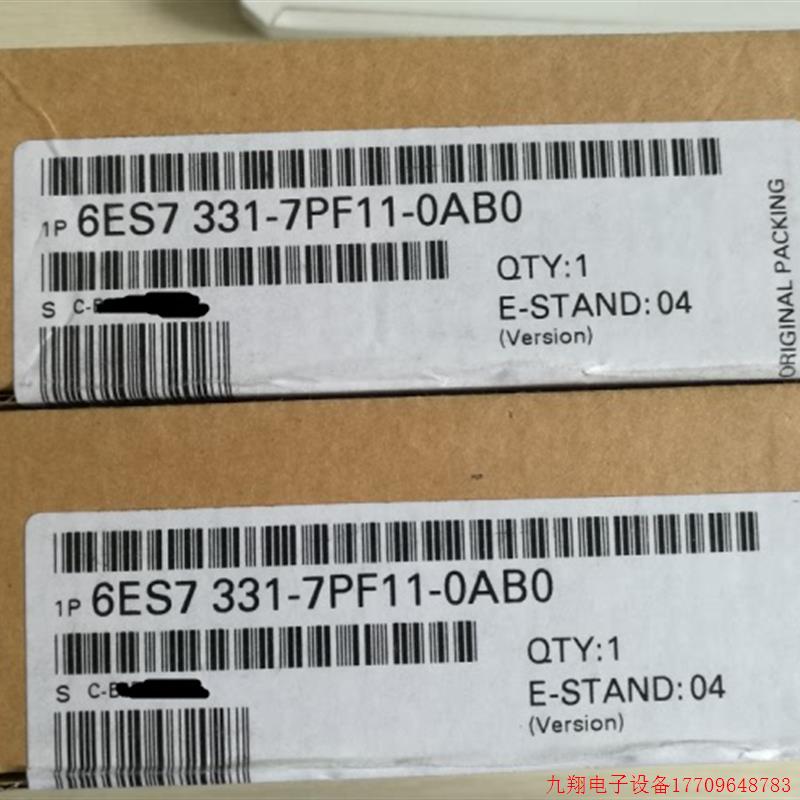 1P 6ES7 331-7PF11-0AB0
QTY:1
S C-
E-STAND:04
(Version)
ORIGINAL PACKING
1P 6ES7 331-7PF11-0AB0
QTY:1
S C-
E-STAND:04
(Version)
九翔电子设备17709648783